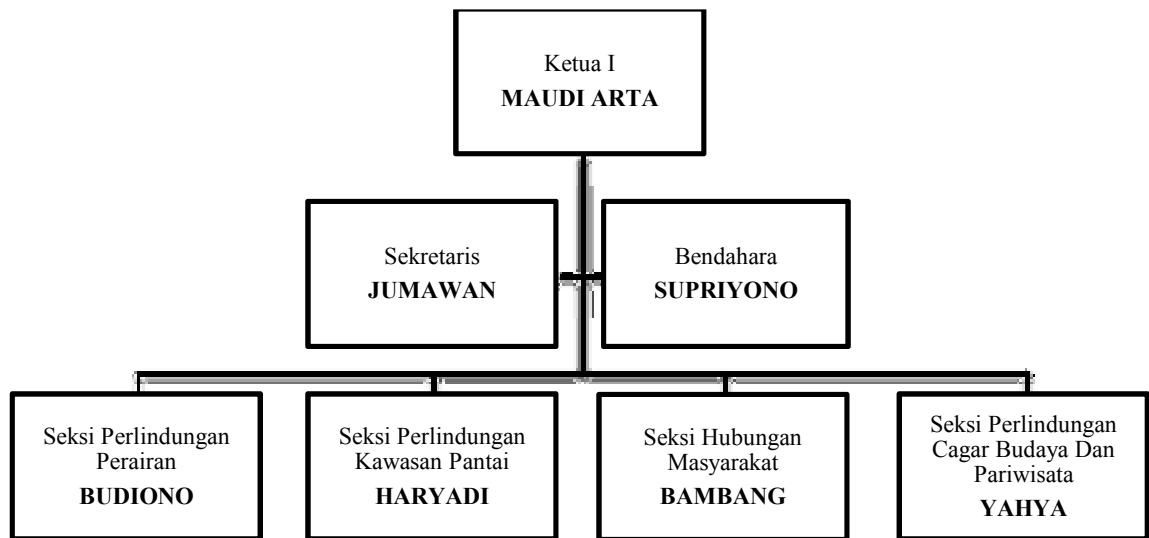 Ketua I
MAUDI ARTA
Sekretaris
JUMAWAN
Bendahara
SUPRIYONO
Seksi Perlindungan
Perairan
BUDIONO
Seksi Perlindungan
Kawasan Pantai
HARYADI
Seksi Hubungan
Masyarakat
BAMBANG
Seksi Perlindungan
Cagar Budaya Dan
Pariwisata
YAHYA